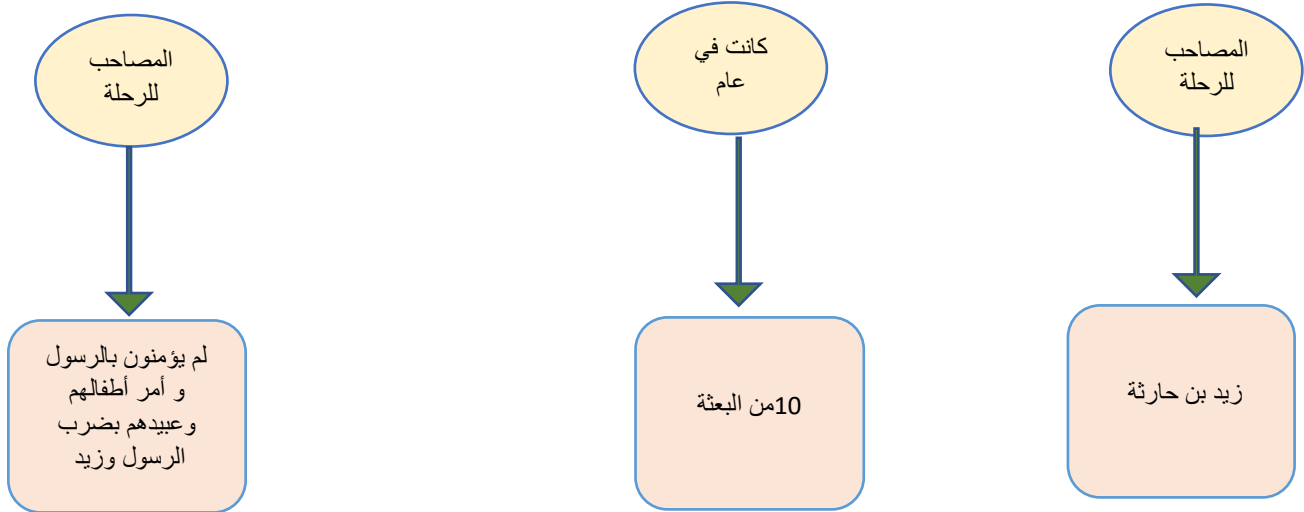 المصاحب
للرحلة
كانت في
عام
المصاحب
للرحلة
زيد بن حارثة
10من البعثة
لم يؤمنون بالرسول
و أمر أطفالهم
وعبيدهم بضرب
الرسول وزيد